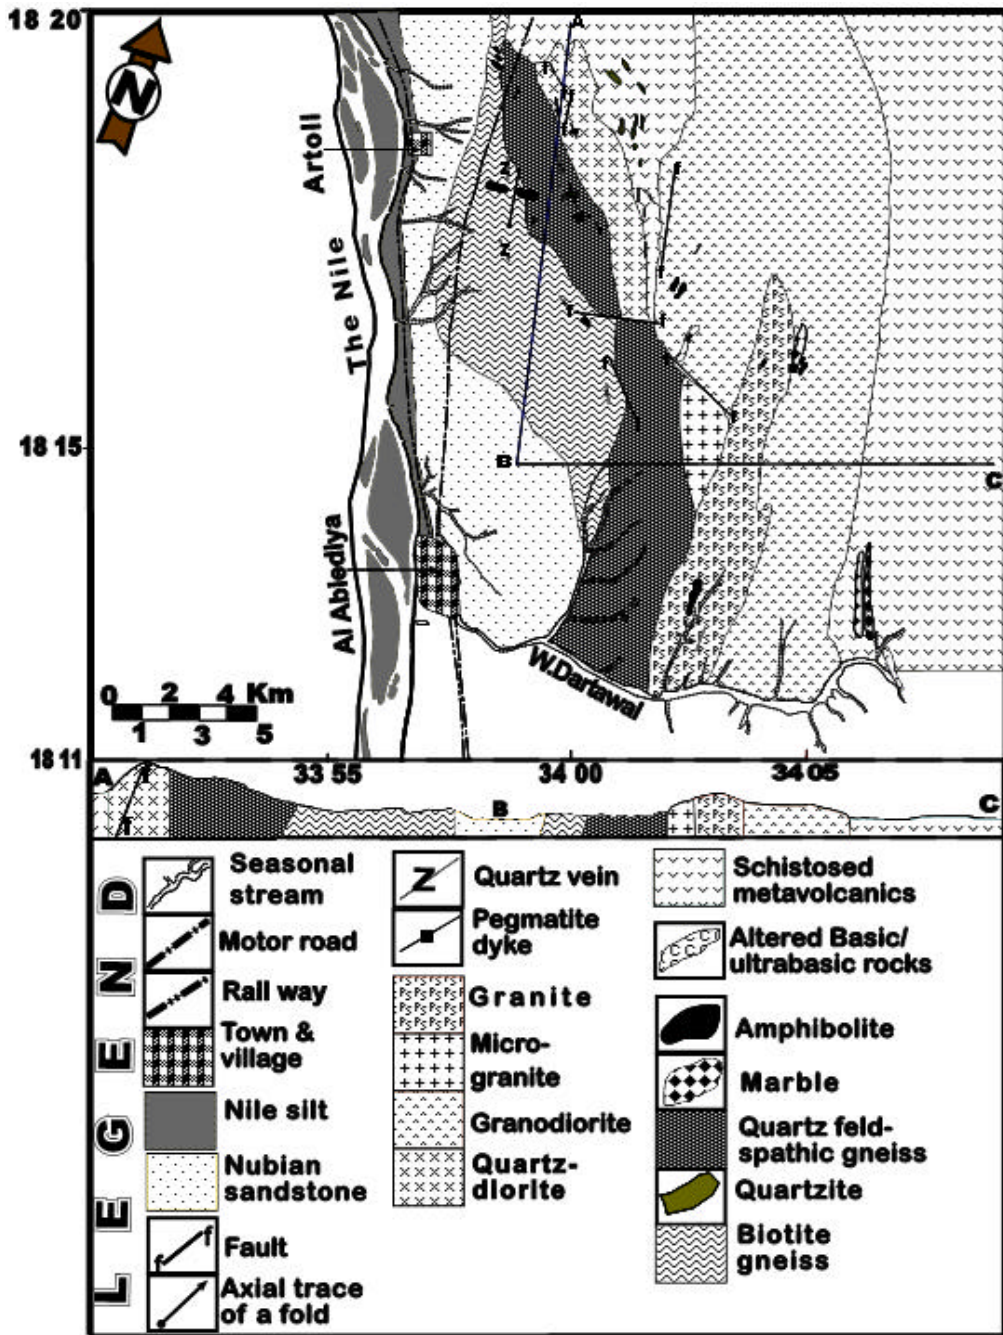 18 20
N
A
Artoll
The Nile
z
z
f
f
f
f
f
f
18 15
B
C
Al Abiediya
W.Dartawal
0 2 4 Km
1 3 5
18 11
33 55 34 00 34 05
A
f
f
B
C
LEGEND
Seasonal
stream
Motor road
Rail way
Town &
village
Nile silt
Nubian
sandstone
f f
Fault
Axial trace
of a fold
Z
Quartz vein
Pegmatite
dyke
Granite
Micro-
granite
Granodiorite
Quartz-
diorite
Schistosed
metavolcanics
Altered Basic/
ultrabasic rocks
Amphibolite
Marble
Quartz feld-
spathic gneiss
Quartzite
Biotite
gneiss